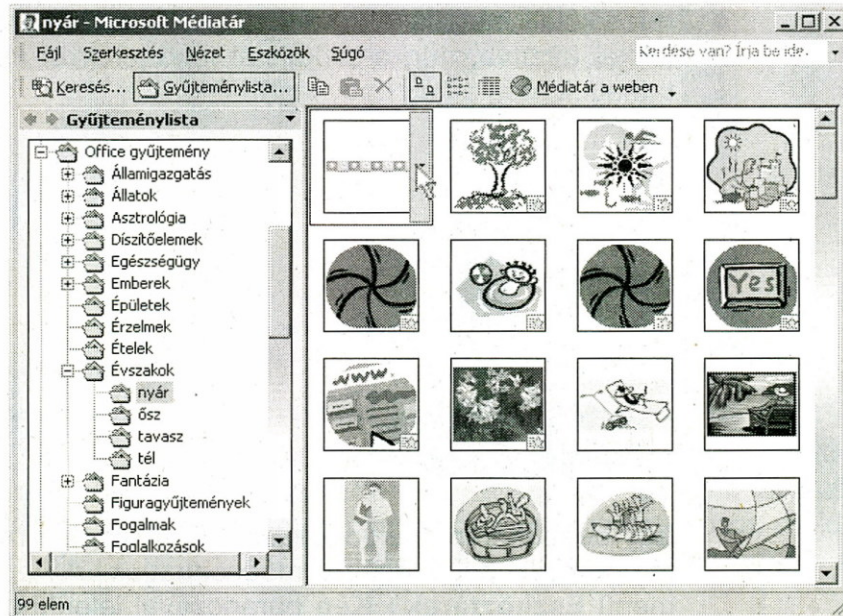 nyár - Microsoft Médiatár
Fájl Szerkesztés Nézet Eszközök Súgó Kérdése van? Írja be ide.
Keresés... Gyűjteménylista... Médiatár a weben
Gyűjteménylista
Office gyűjtemény
Államigazgatás
Állatok
Asztrológia
Díszítőelemek
Egészségügy
Emberek
Épületek
Érzelmek
Ételek
Évszakok
nyár
ősz
tavasz
tél
Fantázia
Figuragyűjtemények
Fogalmak
Foglalkozások
Yes
WWW
99 elem